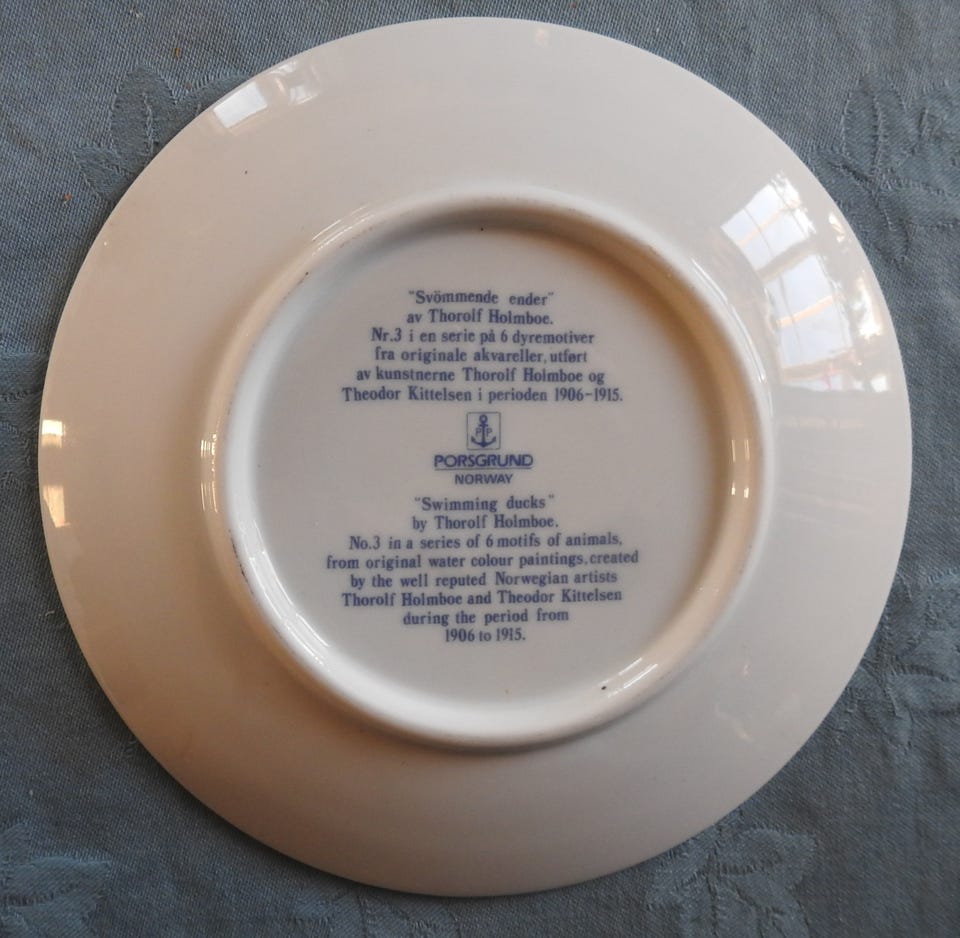 "Svömmende ender"
av Thorolf Holmboe.
Nr.3 i en serie på 6 dyremotiver
fra originale akvareller, utført
av kunstnerne Thorolf Holmboe og
Theodor Kittelsen i perioden 1906-1915.
P P
PORSGRUND
NORWAY
"Swimming ducks"
by Thorolf Holmboe.
No.3 in a series of 6 motifs of animals,
from original water colour paintings, created
by the well reputed Norwegian artists
Thorolf Holmboe and Theodor Kittelsen
during the period from
1906 to 1915.